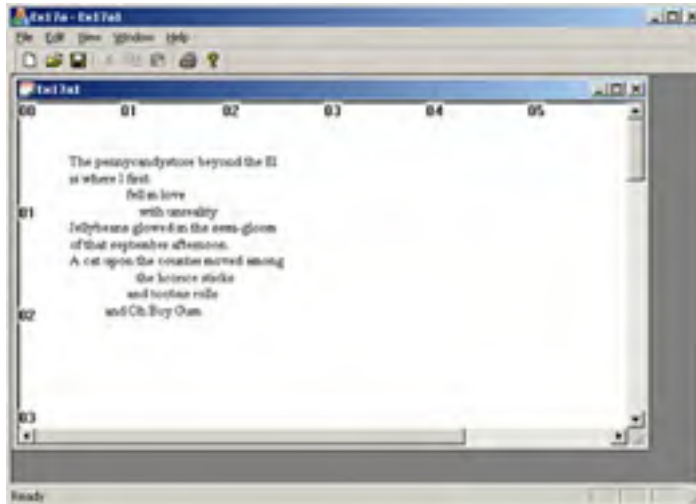 Ex17a - Ex17a1
File Edit View Window Help
Ex17a1
00 01 02 03 04 05
The pennycandystore beyond the El
is where I first
fell in love
with unreality
01
Jellybeans glowed in the semi-gloom
of that september afternoon.
A cat upon the counter moved among
the licorice sticks
and tootsie rolls
and Oh Boy Gum
02
03
Ready